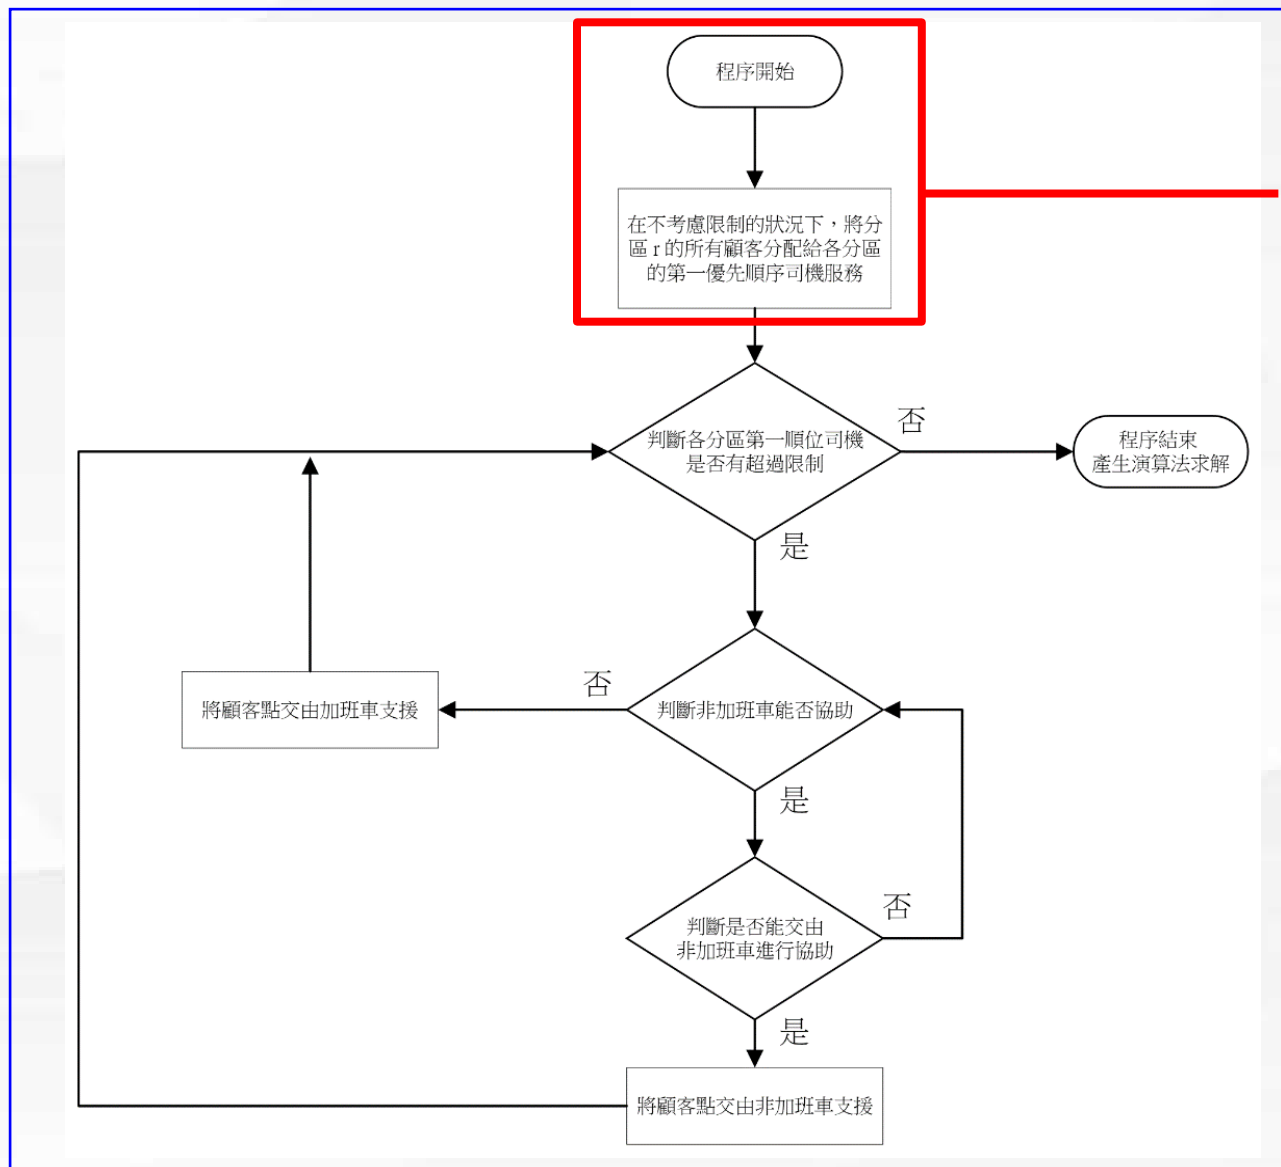 程序開始
在不考慮限制的狀況下，將分
區 r 的所有顧客分配給各分區
的第一優先順序司機服務
判斷各分區第一順位司機
是否有超過限制
否
程序結束
產生演算法求解
是
判斷非加班車能否協助
否
將顧客點交由加班車支援
是
判斷是否能交由
非加班車進行協助
否
是
將顧客點交由非加班車支援